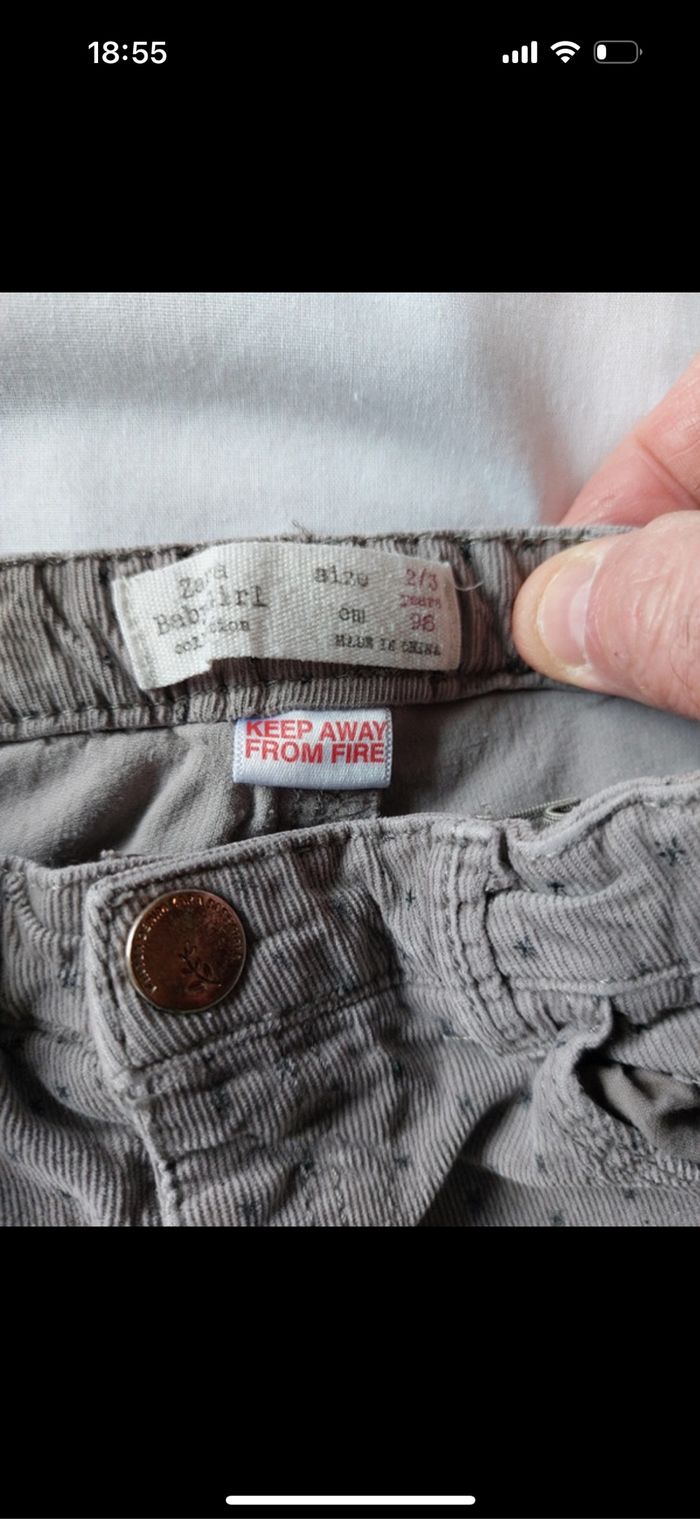 18:55
Zara size 2/3
Babygirl years
cm 98
collection
MADE IN CHINA
KEEP AWAY
FROM FIRE